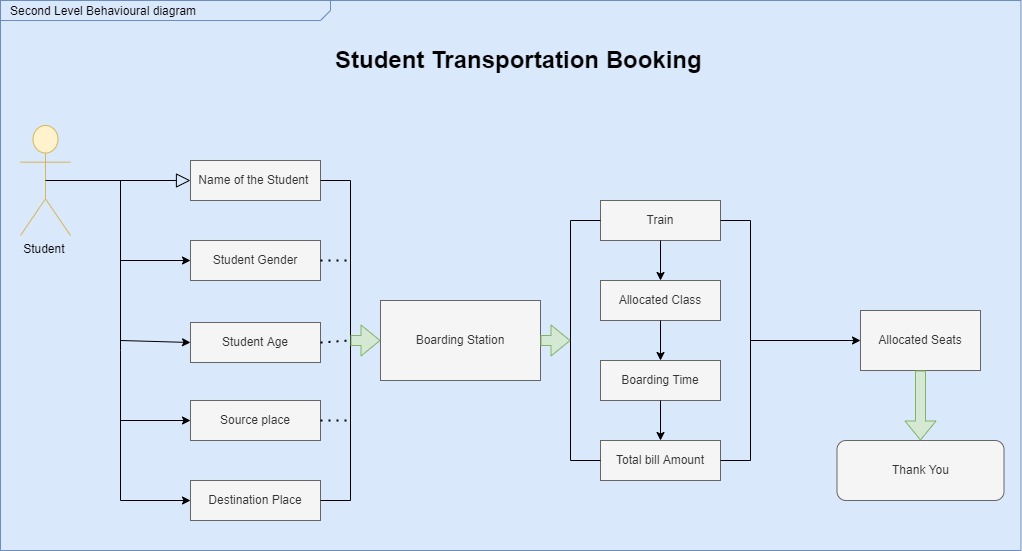 Second Level Behavioural diagram
Student Transportation Booking
Student
Name of the Student
Student Gender
Student Age
Source place
Destination Place
Boarding Station
Train
Allocated Class
Boarding Time
Total bill Amount
Allocated Seats
Thank You